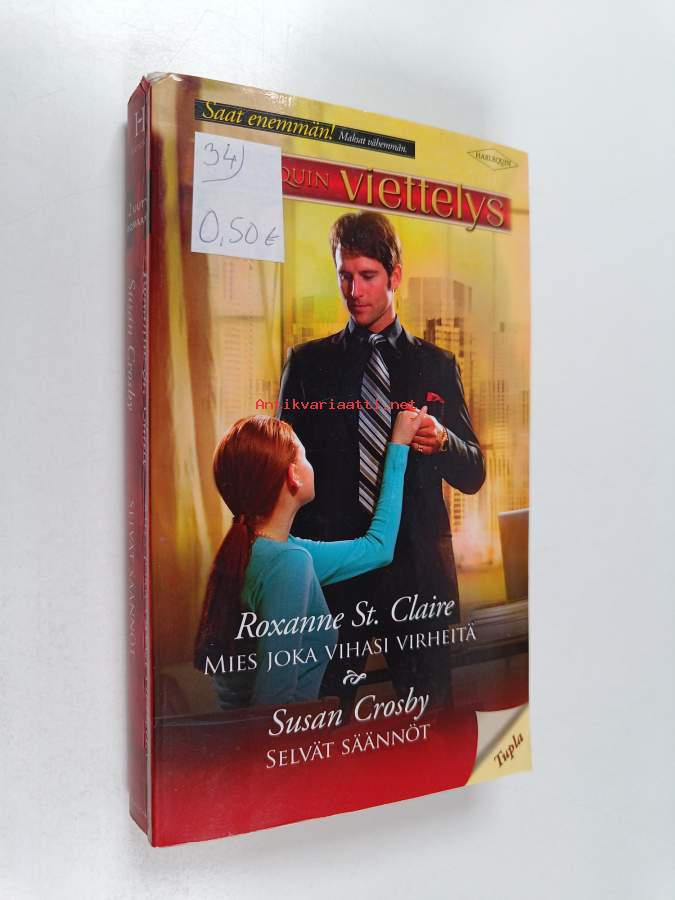 Saat enemmän! Maksat vähemmän.
HARLEQUIN
34)
0,50 €
QUIN viettelys
Antikvariaatti.net
Roxanne St. Claire
MIES JOKA VIHASI VIRHEITÄ
Susan Crosby
SELVÄT SÄÄNNÖT
Tupla
H
Susan Crosby
SELVÄT SÄÄNNÖT